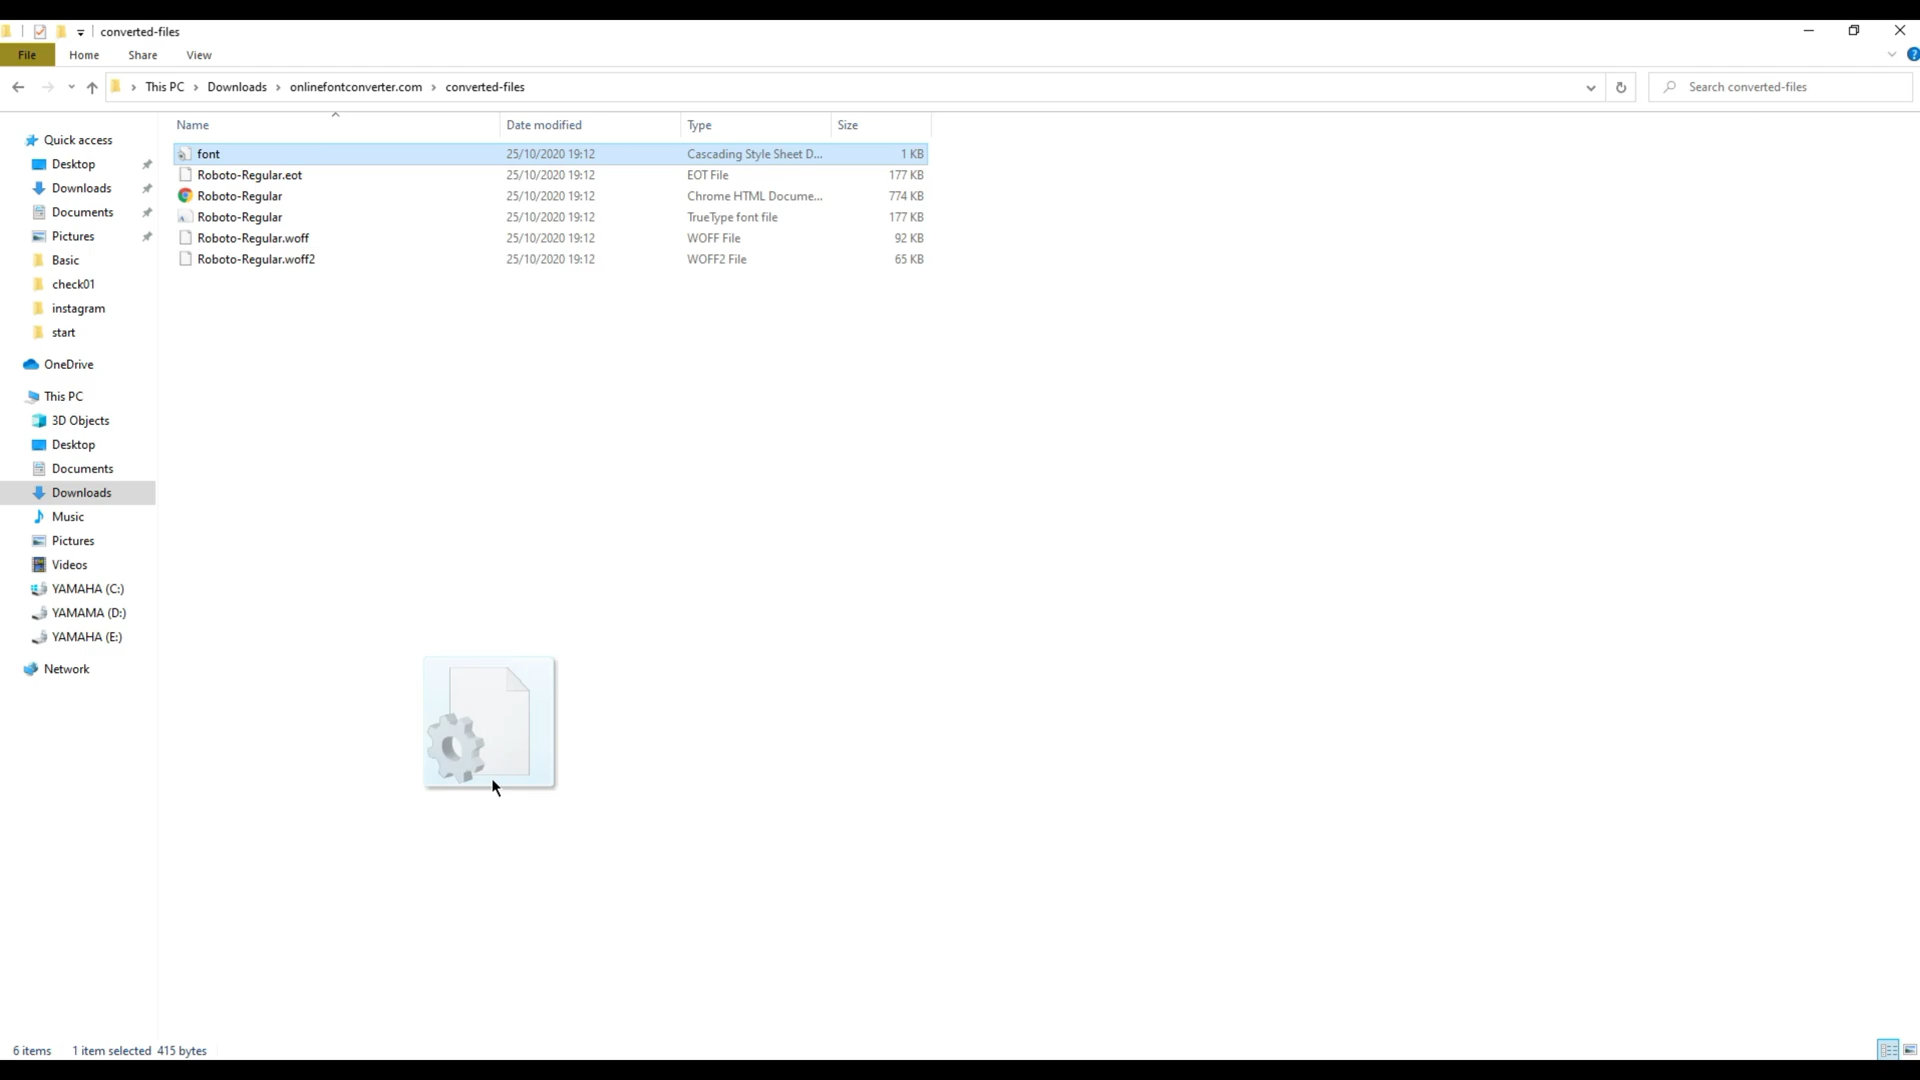 converted-files
File Home Share View
This PC Downloads onlinefontconverter.com converted-files Search converted-files
Name Date modified Type Size
font 25/10/2020 19:12 Cascading Style Sheet D... 1 KB
Roboto-Regular.eot 25/10/2020 19:12 EOT File 177 KB
Roboto-Regular 25/10/2020 19:12 Chrome HTML Docume... 774 KB
Roboto-Regular 25/10/2020 19:12 TrueType font file 177 KB
Roboto-Regular.woff 25/10/2020 19:12 WOFF File 92 KB
Roboto-Regular.woff2 25/10/2020 19:12 WOFF2 File 65 KB
Quick access
Desktop
Downloads
Documents
Pictures
Basic
check01
instagram
start
OneDrive
This PC
3D Objects
Desktop
Documents
Downloads
Music
Pictures
Videos
YAMAHA (C:)
YAMAMA (D:)
YAMAHA (E:)
Network
6 items 1 item selected 415 bytes